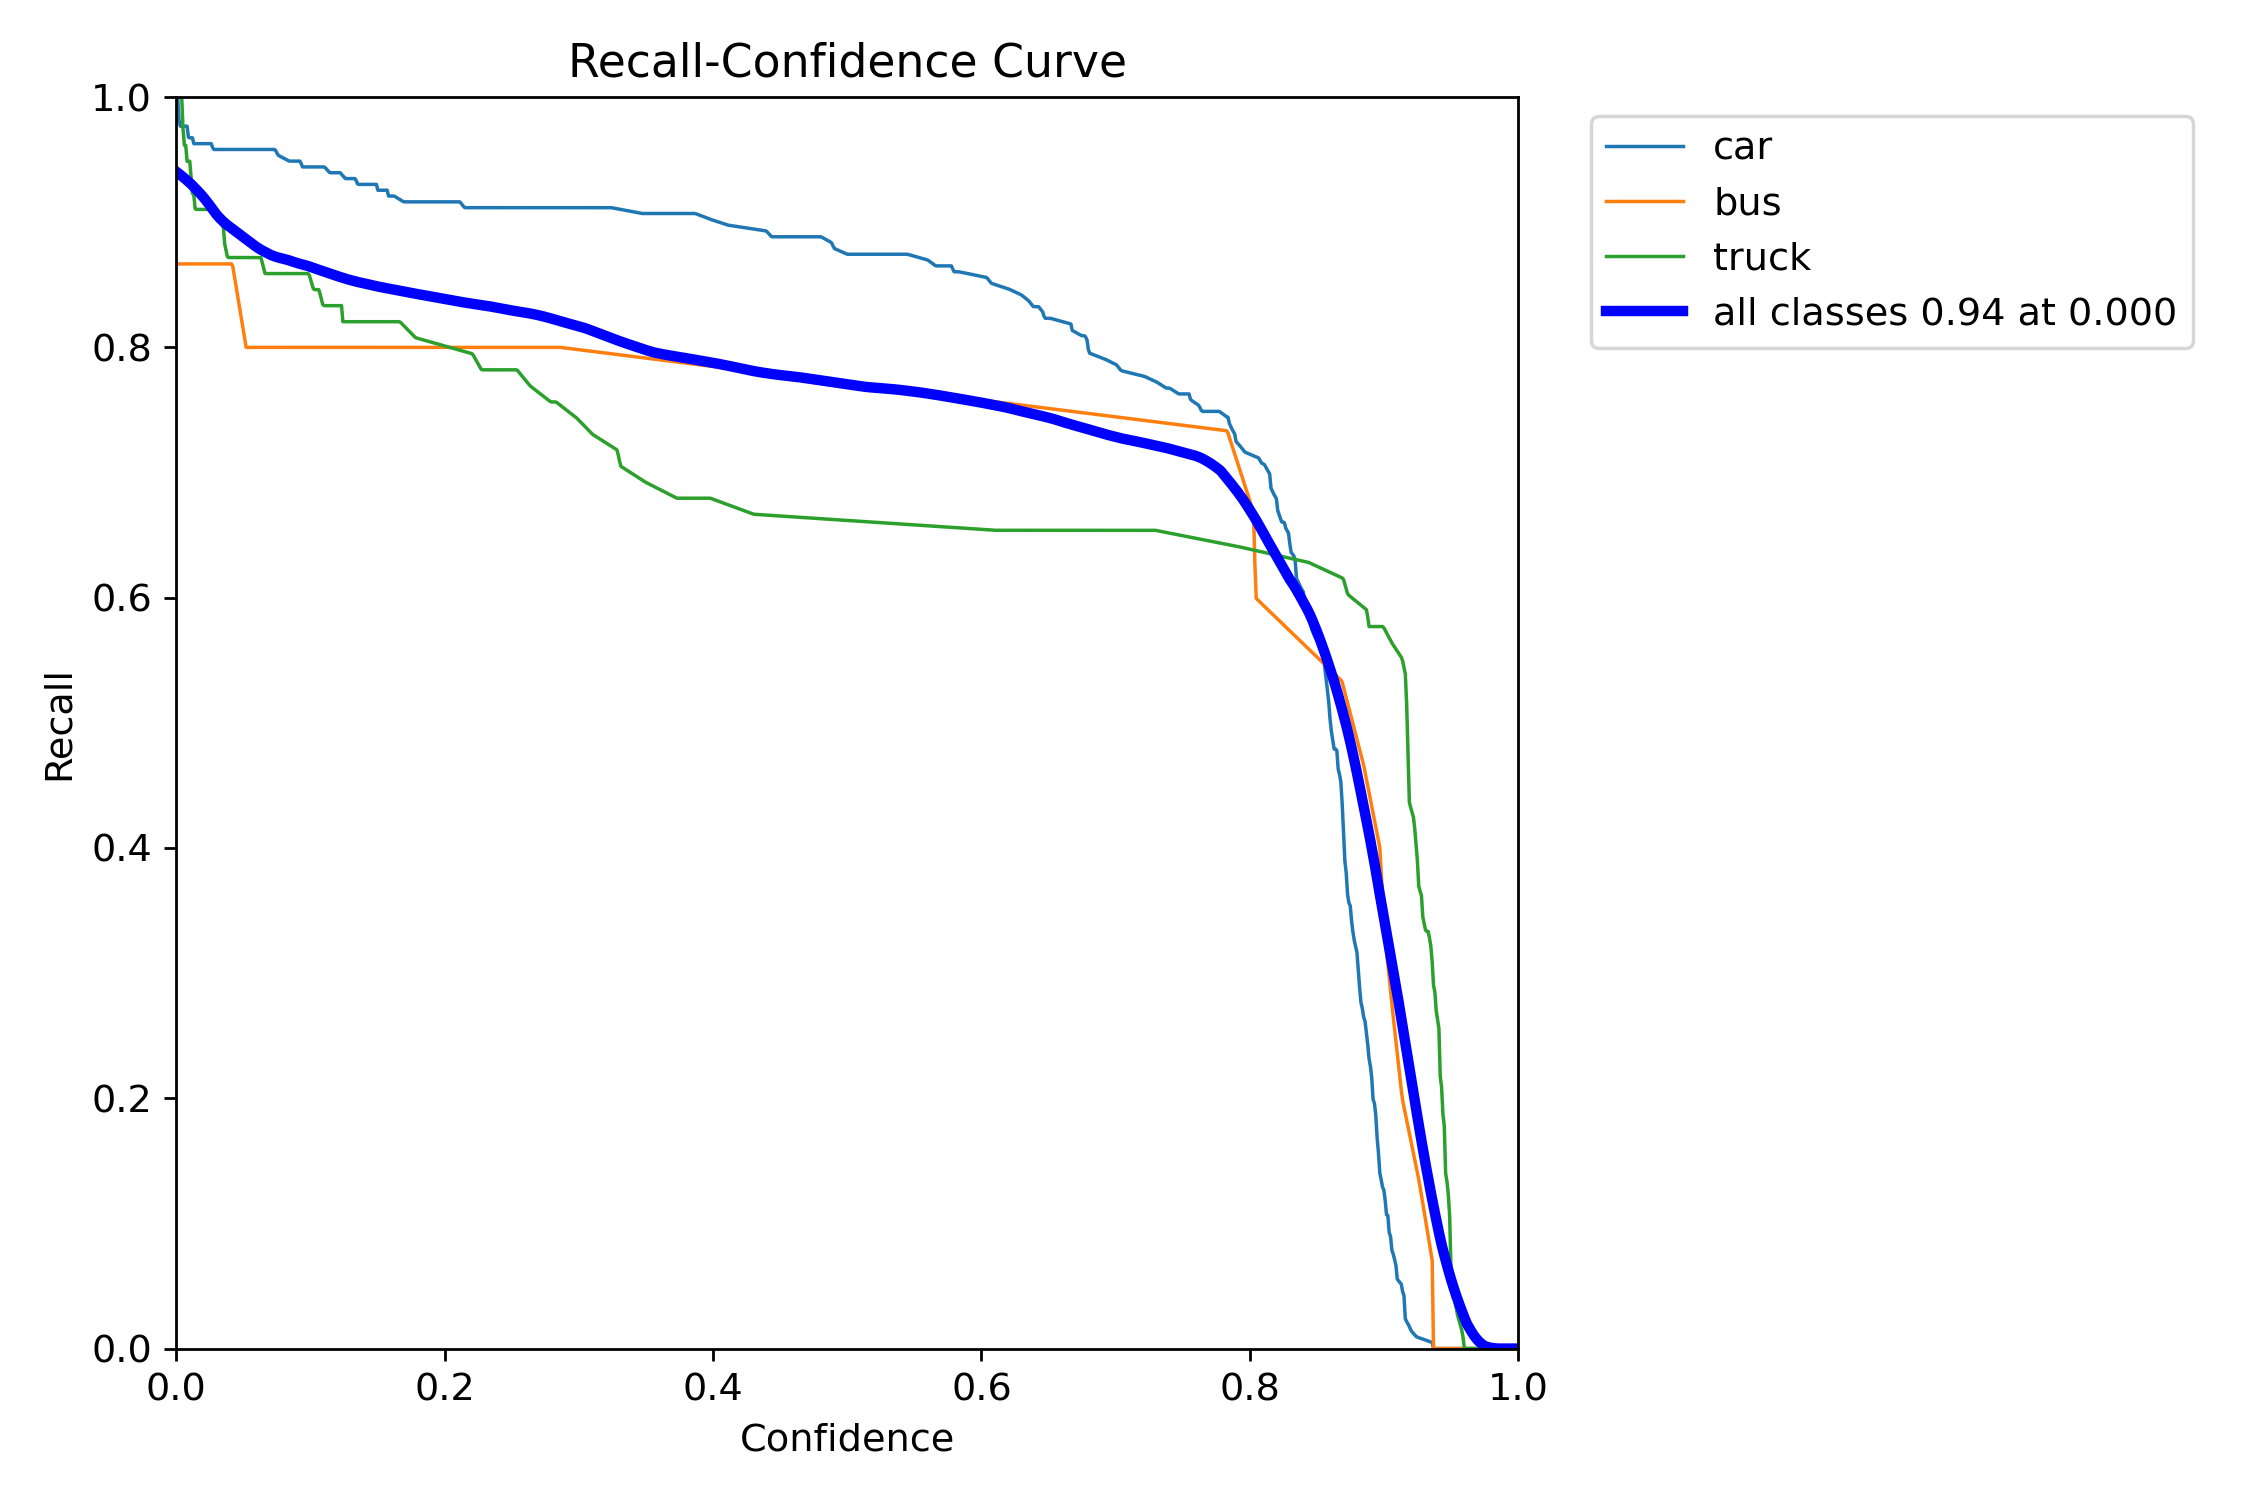 Recall-Confidence Curve
1.0
0.8
0.6
0.4
0.2
0.0
Recall
0.0 0.2 0.4 0.6 0.8 1.0
Confidence
car
bus
truck
all classes 0.94 at 0.000